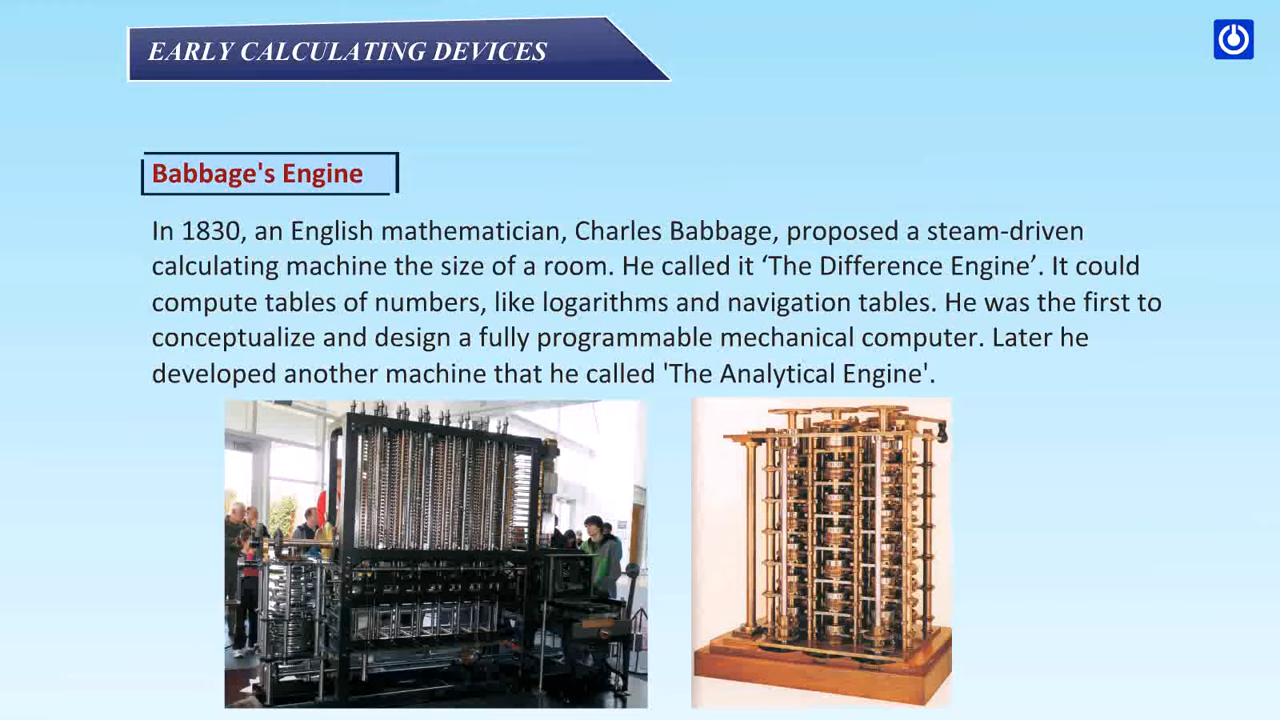 EARLY CALCULATING DEVICES
Babbage's Engine
In 1830, an English mathematician, Charles Babbage, proposed a steam-driven
calculating machine the size of a room. He called it ‘The Difference Engine’. It could
compute tables of numbers, like logarithms and navigation tables. He was the first to
conceptualize and design a fully programmable mechanical computer. Later he
developed another machine that he called 'The Analytical Engine'.